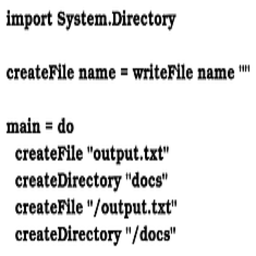 import System.Directory
createFile name = writeFile name ""
main = do
createFile "output.txt"
createDirectory "docs"
createFile "/output.txt"
createDirectory "/docs"